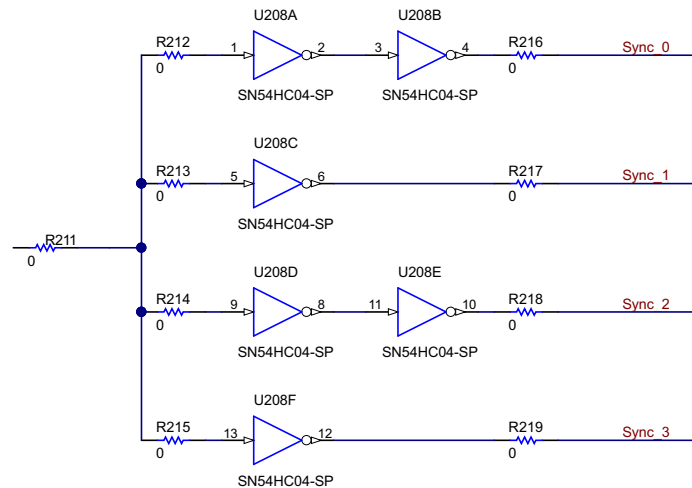 U208A
U208B
R212
1
2
3
4
R216
Sync_0
0
SN54HC04-SP
SN54HC04-SP
0
U208C
R213
5
6
R217
Sync_1
0
SN54HC04-SP
0
R211
0
U208D
U208E
R214
9
8
11
10
R218
Sync_2
0
SN54HC04-SP
SN54HC04-SP
0
U208F
R215
13
12
R219
Sync_3
0
SN54HC04-SP
0